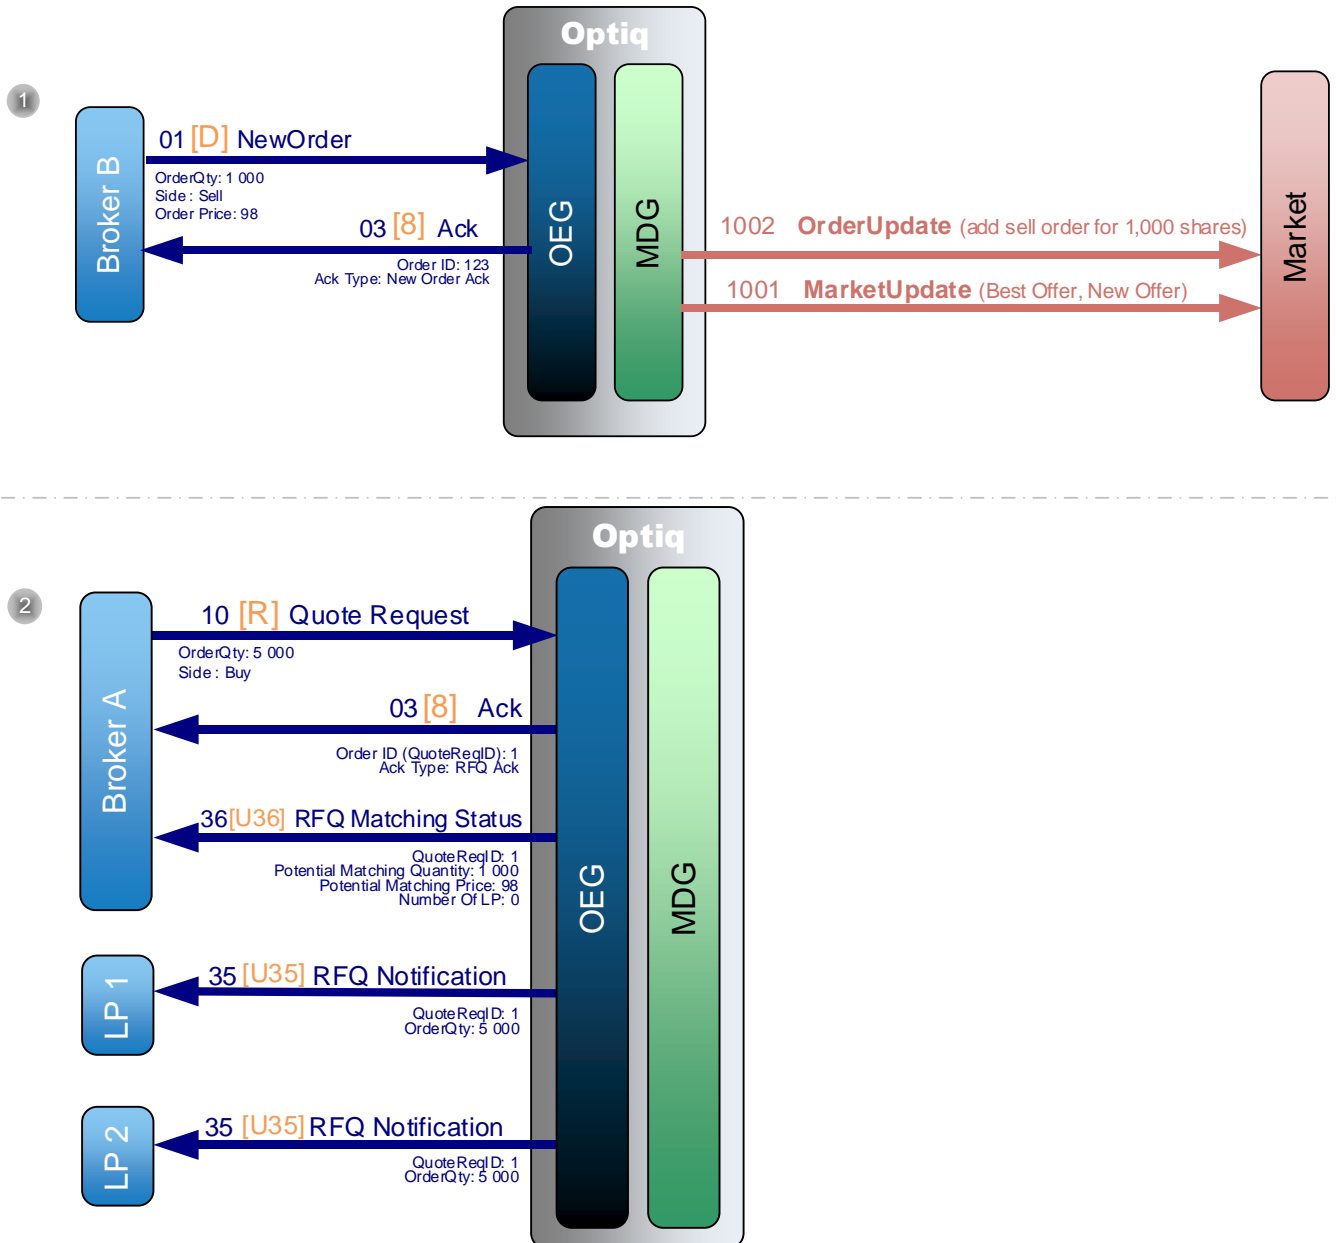 Optiq
1
01 [D] NewOrder
OrderQty: 1 000
Side : Sell
Order Price: 98
03 [8] Ack
Order ID: 123
Ack Type: New Order Ack
Broker B
OEG
MDG
1002 OrderUpdate (add sell order for 1,000 shares)
1001 MarketUpdate (Best Offer, New Offer)
Market
Optiq
2
10 [R] Quote Request
OrderQty: 5 000
Side : Buy
03 [8] Ack
Order ID (QuoteReqID): 1
Ack Type: RFQ Ack
Broker A
36[U36] RFQ Matching Status
QuoteReqID: 1
Potential Matching Quantity: 1 000
Potential Matching Price: 98
Number Of LP: 0
OEG
MDG
35 [U35] RFQ Notification
QuoteReqID: 1
OrderQty: 5 000
LP 1
35 [U35] RFQ Notification
QuoteReqID: 1
OrderQty: 5 000
LP 2